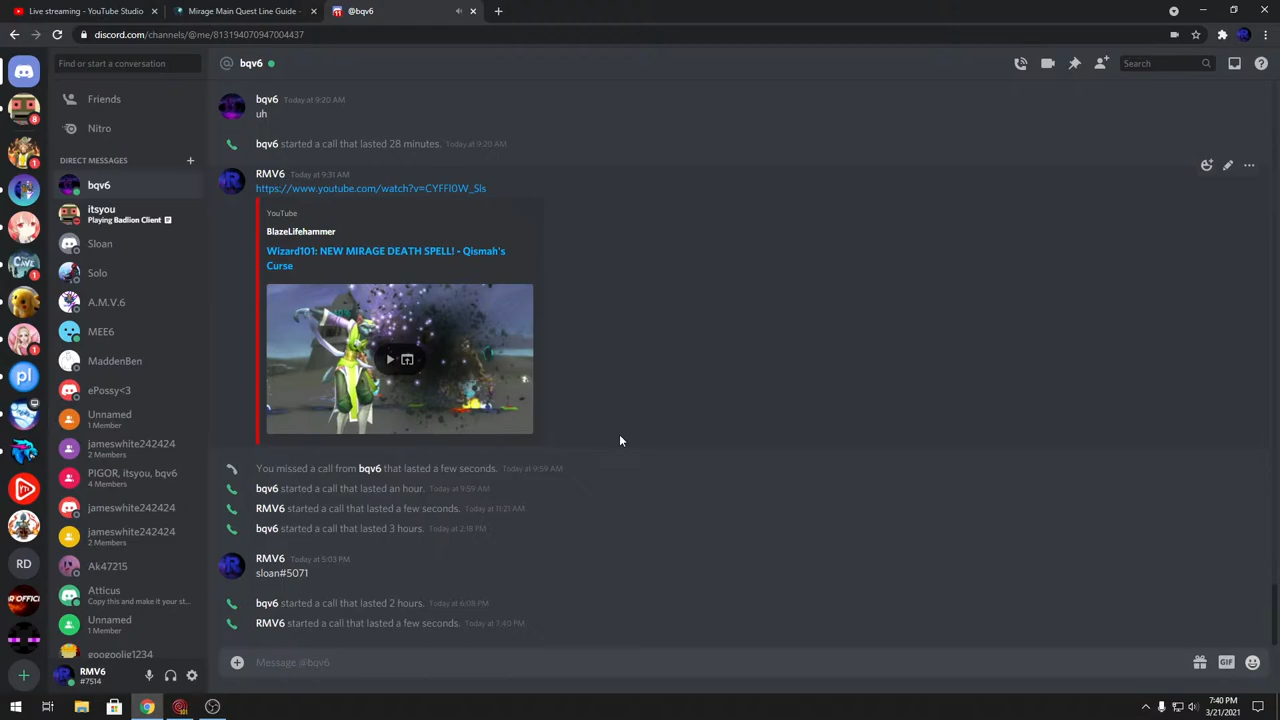 Live streaming - YouTube Studio
Mirage Main Quest Line Guide -
@bqv6
discord.com/channels/@me/813194070947004437
Find or start a conversation
Friends
Nitro
DIRECT MESSAGES
bqv6
itsyou
Playing Badlion Client
Sloan
Solo
A.M.V.6
MEE6
MaddenBen
ePossy<3
Unnamed
1 Member
jameswhite242424
2 Members
PIGOR, itsyou, bqv6
4 Members
jameswhite242424
jameswhite242424
2 Members
Ak47215
Atticus
Copy this and make it your st...
Unnamed
1 Member
googoolig1234
RMV6
#7514
8
1
CAVE
1
1
pl
RD
bqv6
Search
bqv6 Today at 9:20 AM
uh
bqv6 started a call that lasted 28 minutes. Today at 9:20 AM
RMV6 Today at 9:31 AM
https://www.youtube.com/watch?v=CYFFI0W_Sls
YouTube
BlazeLifehammer
Wizard101: NEW MIRAGE DEATH SPELL! - Qismah's
Curse
You missed a call from bqv6 that lasted a few seconds. Today at 9:59 AM
bqv6 started a call that lasted an hour. Today at 9:59 AM
RMV6 started a call that lasted a few seconds. Today at 11:21 AM
bqv6 started a call that lasted 3 hours. Today at 2:18 PM
RMV6 Today at 5:03 PM
sloan#5071
bqv6 started a call that lasted 2 hours. Today at 6:08 PM
RMV6 started a call that lasted a few seconds. Today at 7:40 PM
Message @bqv6
GIF
7:40 PM
3/21/2021